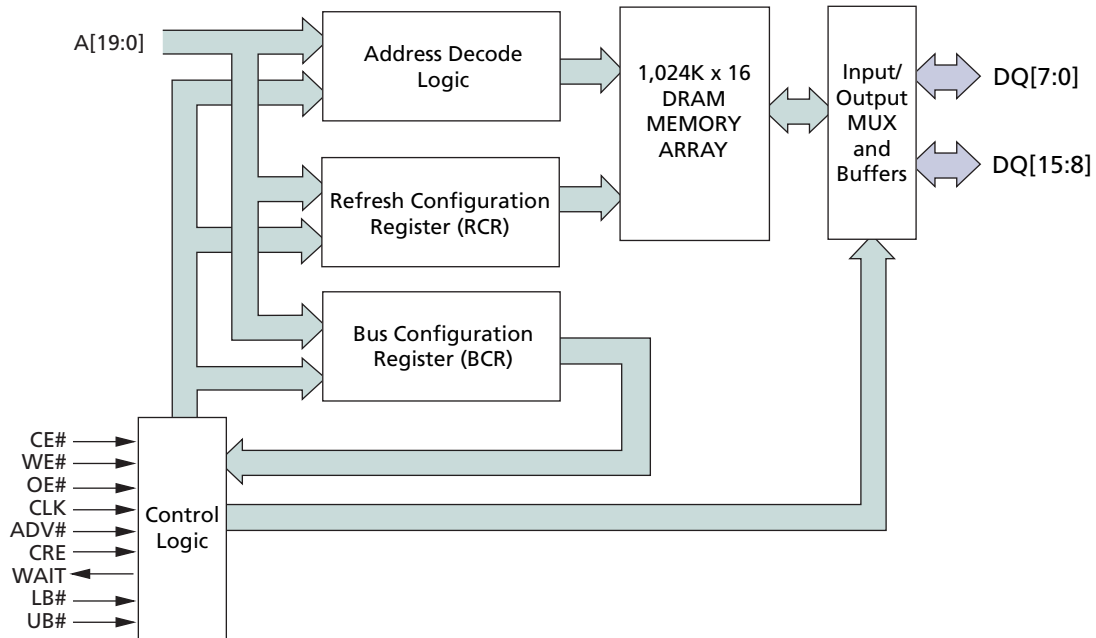 A[19:0]
Address Decode
Logic
1,024K x 16
DRAM
MEMORY
ARRAY
Input/
Output
MUX
and
Buffers
DQ[7:0]
DQ[15:8]
Refresh Configuration
Register (RCR)
Bus Configuration
Register (BCR)
CE#
WE#
OE#
CLK
ADV#
CRE
WAIT
LB#
UB#
Control
Logic